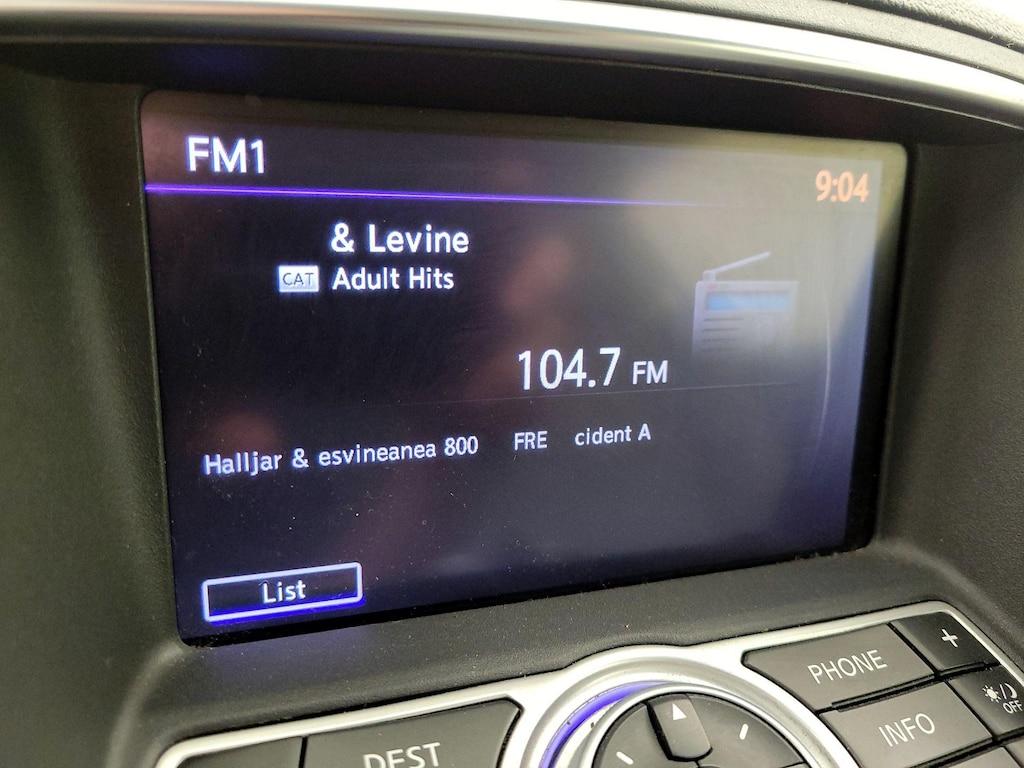 FM1
9:04
& Levine
CAT Adult Hits
104.7 FM
Halljar & esvineanea 800 FRE cident A
List
PHONE
+
INFO
OFF
DEST